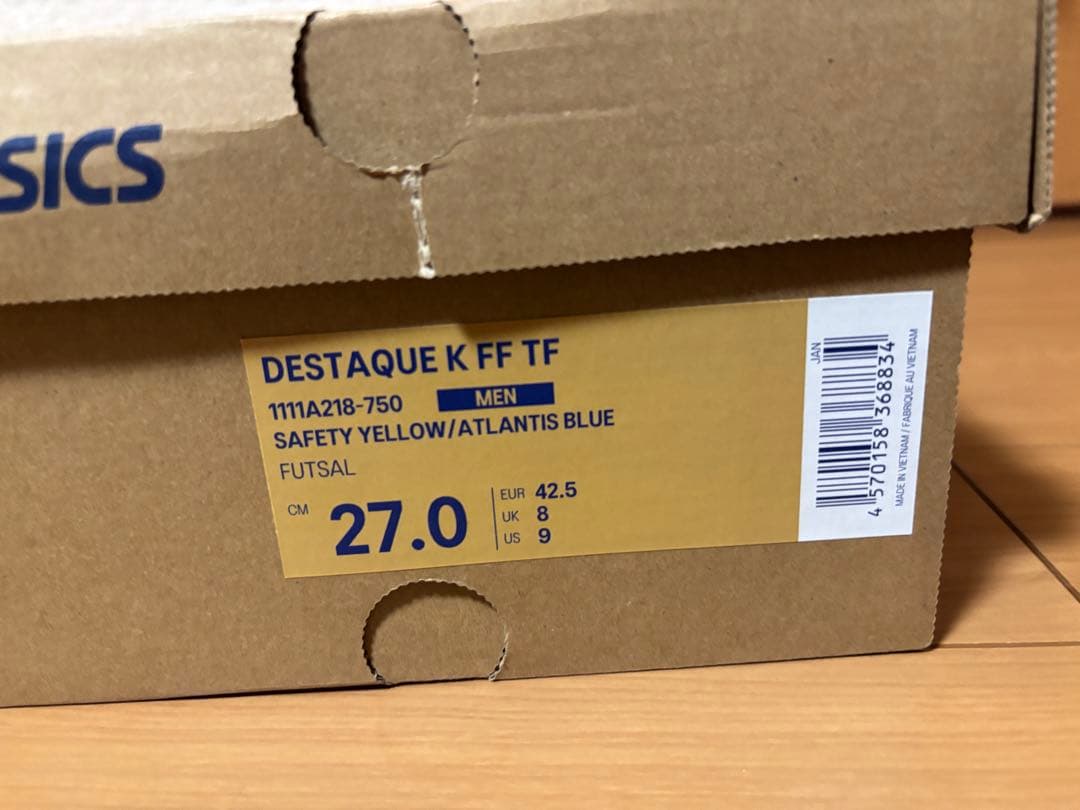 SICS
DESTAQUE K FF TF
1111A218-750 MEN
SAFETY YELLOW/ATLANTIS BLUE
FUTSAL
CM 27.0
EUR 42.5
UK 8
US 9
JAN
4 570158 368834
MADE IN VIETNAM / FABRIQUE AU VIETNAM